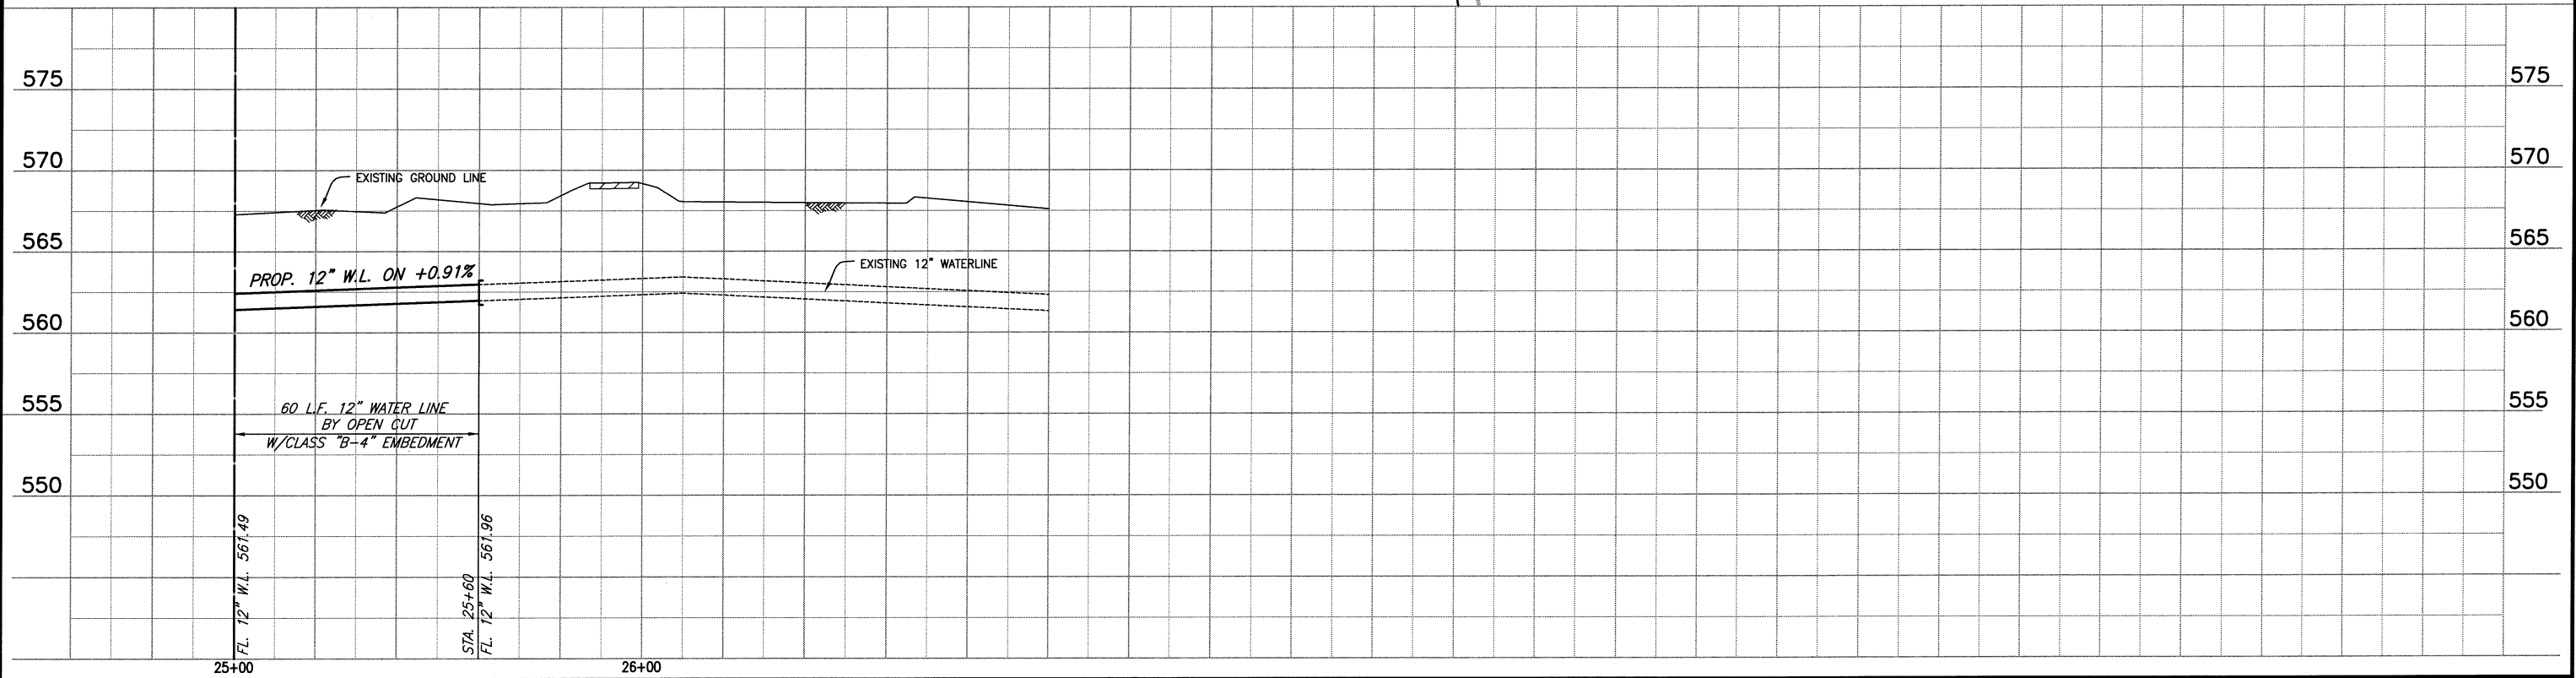 575
575
570
570
EXISTING GROUND LINE
565
565
EXISTING 12" WATERLINE
PROP. 12" W.L. ON +0.91%
560
560
555
555
60 L.F. 12" WATER LINE
BY OPEN CUT
W/CLASS "B-4" EMBEDMENT
550
550
FL. 12" W.L. 561.49
STA. 25+60
FL. 12" W.L. 561.96
25+00
26+00